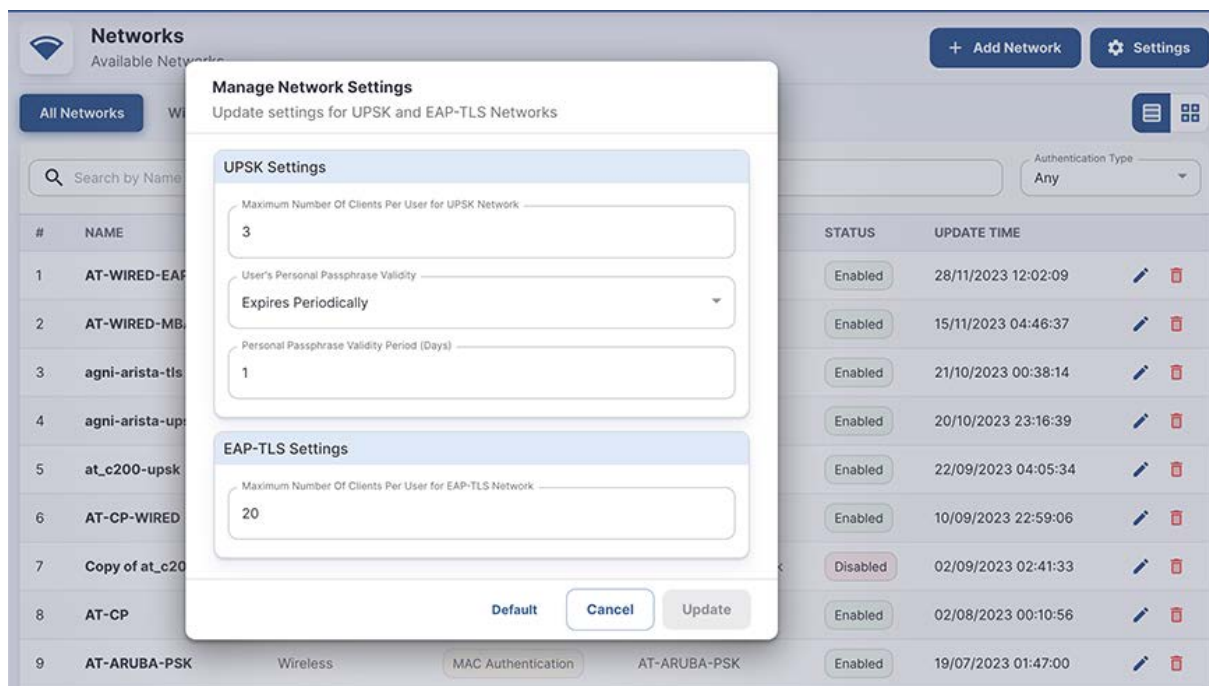 Networks
Available Networks
+ Add Network
Settings
All Networks
Wi
Authentication Type
Any
Search by Name
# NAME STATUS UPDATE TIME
1 AT-WIRED-EAP Enabled 28/11/2023 12:02:09
2 AT-WIRED-MB Enabled 15/11/2023 04:46:37
3 agni-arista-tls Enabled 21/10/2023 00:38:14
4 agni-arista-ups Enabled 20/10/2023 23:16:39
5 at_c200-upsk Enabled 22/09/2023 04:05:34
6 AT-CP-WIRED Enabled 10/09/2023 22:59:06
7 Copy of at_c20 k Disabled 02/09/2023 02:41:33
8 AT-CP Enabled 02/08/2023 00:10:56
9 AT-ARUBA-PSK Wireless MAC Authentication AT-ARUBA-PSK Enabled 19/07/2023 01:47:00
Manage Network Settings
Update settings for UPSK and EAP-TLS Networks
UPSK Settings
Maximum Number Of Clients Per User for UPSK Network
3
User's Personal Passphrase Validity
Expires Periodically
Personal Passphrase Validity Period (Days)
1
EAP-TLS Settings
Maximum Number Of Clients Per User for EAP-TLS Network
20
Default
Cancel
Update